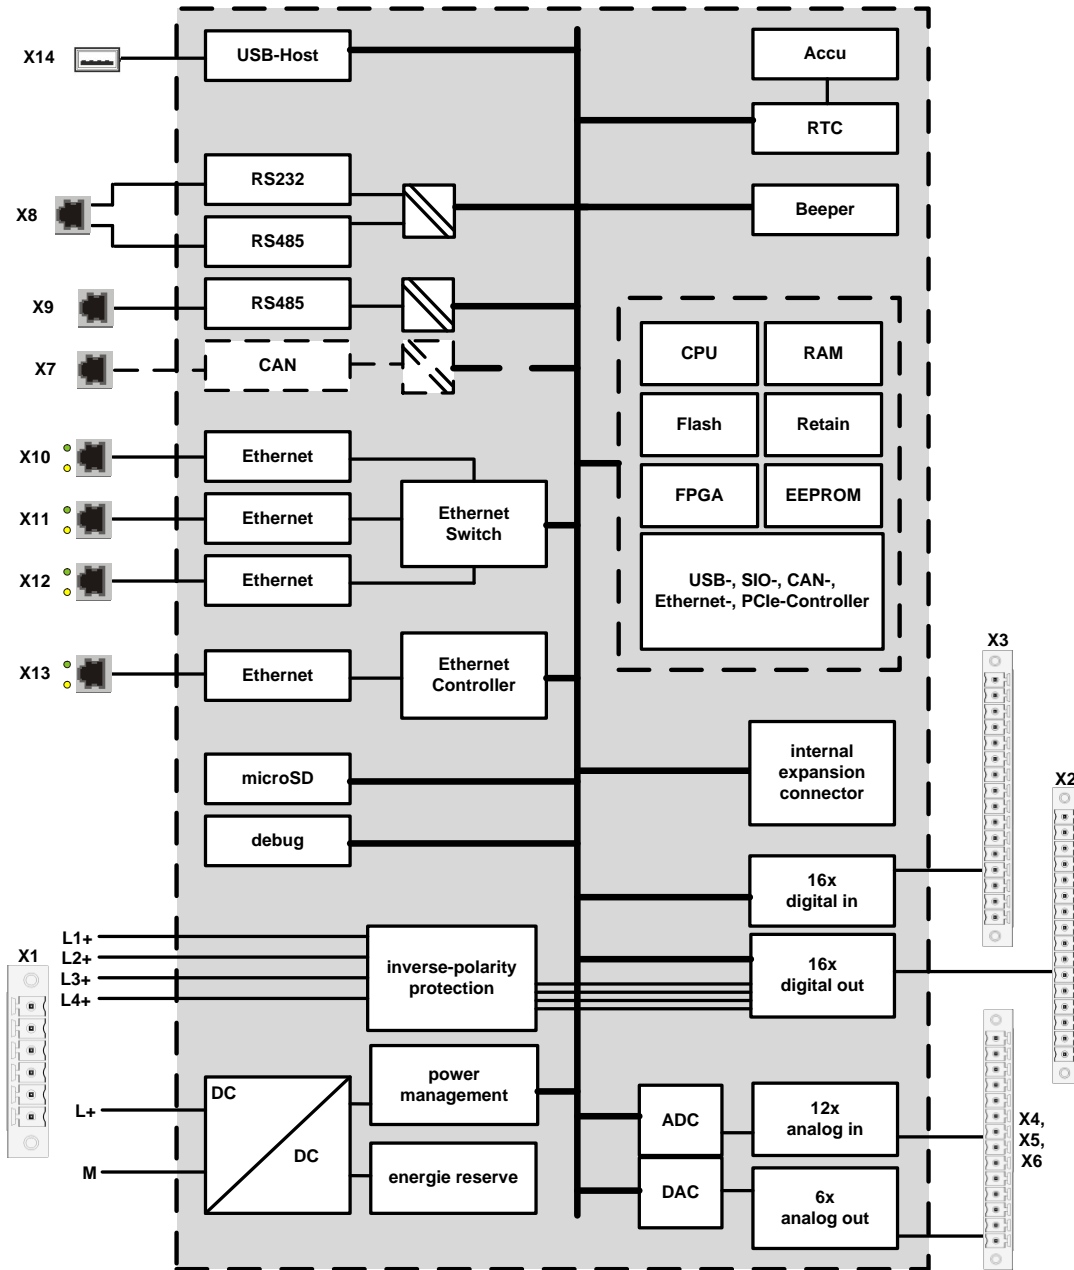 X14
USB-Host
Accu
RTC
X8
RS232
RS485
Beeper
X9
RS485
X7
CAN
CPU
RAM
Flash
Retain
FPGA
EEPROM
USB-, SIO-, CAN-,
Ethernet-, PCIe-Controller
X10
Ethernet
X11
Ethernet
Ethernet
Switch
X12
Ethernet
X13
Ethernet
Ethernet
Controller
X3
microSD
internal
expansion
connector
X2
debug
16x
digital in
X1
L1+
L2+
L3+
L4+
inverse-polarity
protection
16x
digital out
L+
M
DC
DC
power
management
energie reserve
ADC
12x
analog in
DAC
6x
analog out
X4,
X5,
X6